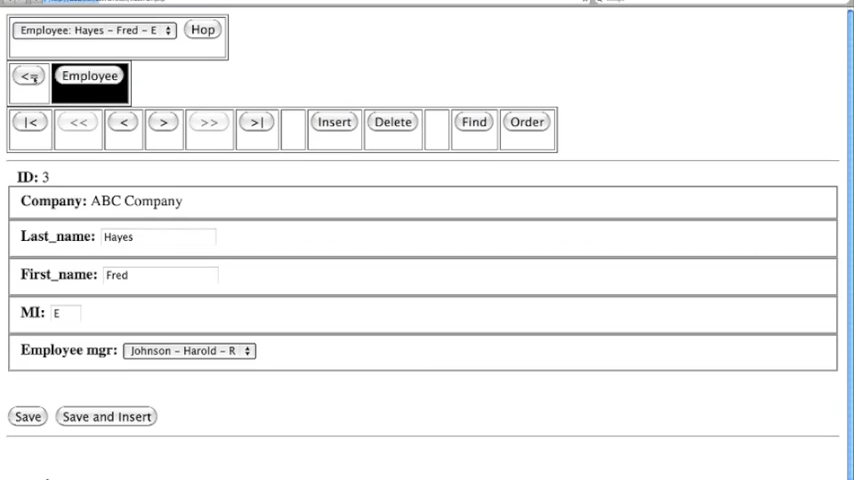 Employee: Hayes – Fred – E Hop
<= Employee
|< << < > >> >| Insert Delete Find Order
ID: 3
Company: ABC Company
Last_name: Hayes
First_name: Fred
MI: E
Employee mgr: Johnson – Harold – R
Save Save and Insert